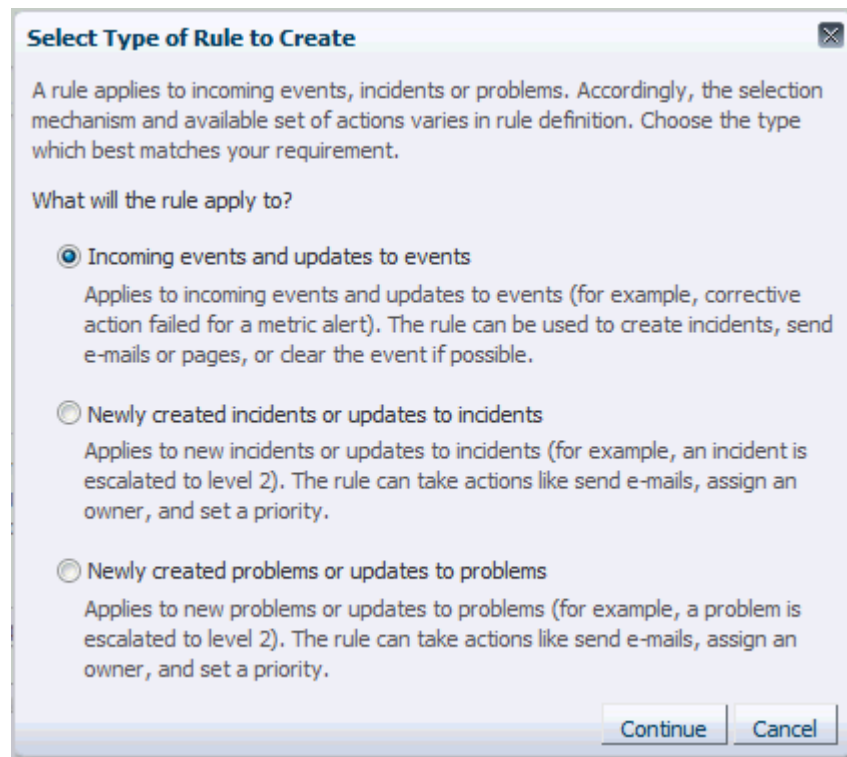 Select Type of Rule to Create
A rule applies to incoming events, incidents or problems. Accordingly, the selection
mechanism and available set of actions varies in rule definition. Choose the type
which best matches your requirement.
What will the rule apply to?
Incoming events and updates to events
Applies to incoming events and updates to events (for example, corrective
action failed for a metric alert). The rule can be used to create incidents, send
e-mails or pages, or clear the event if possible.
Newly created incidents or updates to incidents
Applies to new incidents or updates to incidents (for example, an incident is
escalated to level 2). The rule can take actions like send e-mails, assign an
owner, and set a priority.
Newly created problems or updates to problems
Applies to new problems or updates to problems (for example, a problem is
escalated to level 2). The rule can take actions like send e-mails, assign an
owner, and set a priority.
Continue Cancel